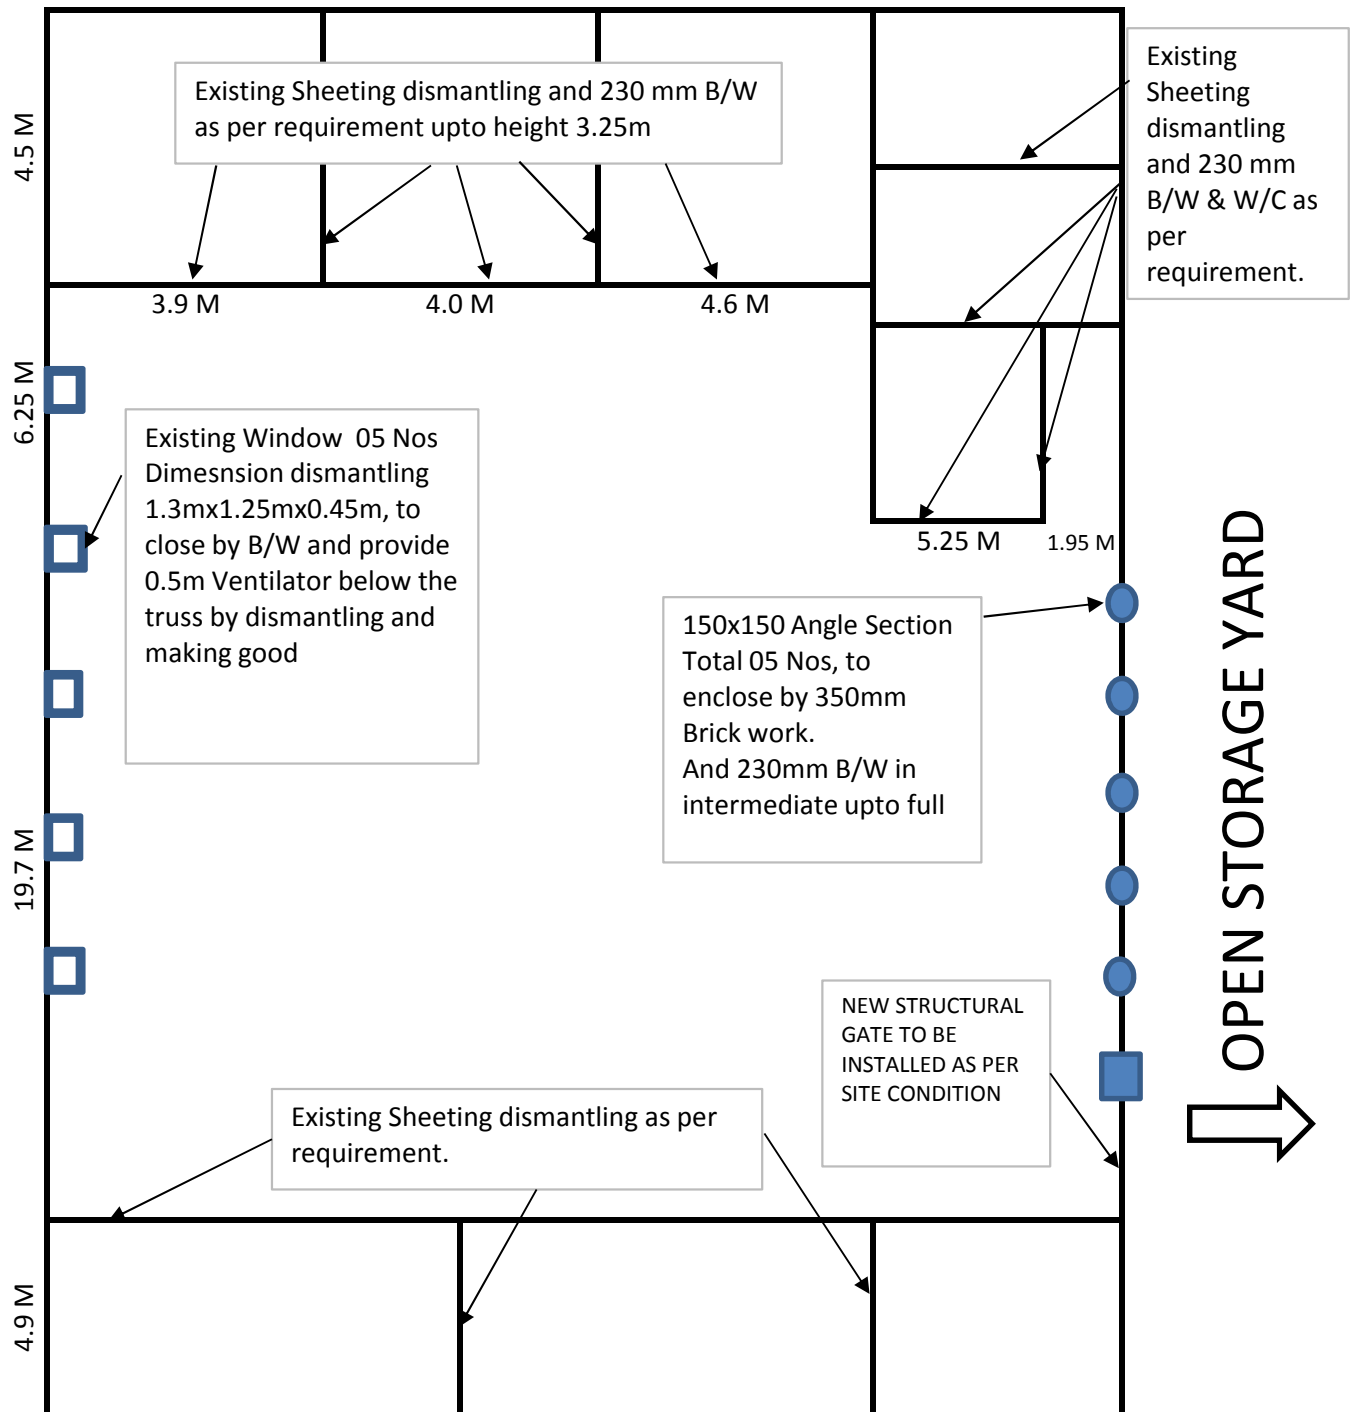 Existing Sheeting dismantling and 230 mm B/W
as per requirement upto height 3.25m
Existing
Sheeting
dismantling
and 230 mm
B/W & W/C as
per
requirement.
4.5 M
3.9 M
4.0 M
4.6 M
6.25 M
Existing Window  05 Nos
Dimesnsion dismantling
1.3mx1.25mx0.45m, to
close by B/W and provide
0.5m Ventilator below the
truss by dismantling and
making good
5.25 M
1.95 M
150x150 Angle Section
Total 05 Nos, to
enclose by 350mm
Brick work.
And 230mm B/W in
intermediate upto full
OPEN STORAGE YARD
19.7 M
NEW STRUCTURAL
GATE TO BE
INSTALLED AS PER
SITE CONDITION
Existing Sheeting dismantling as per
requirement.
4.9 M